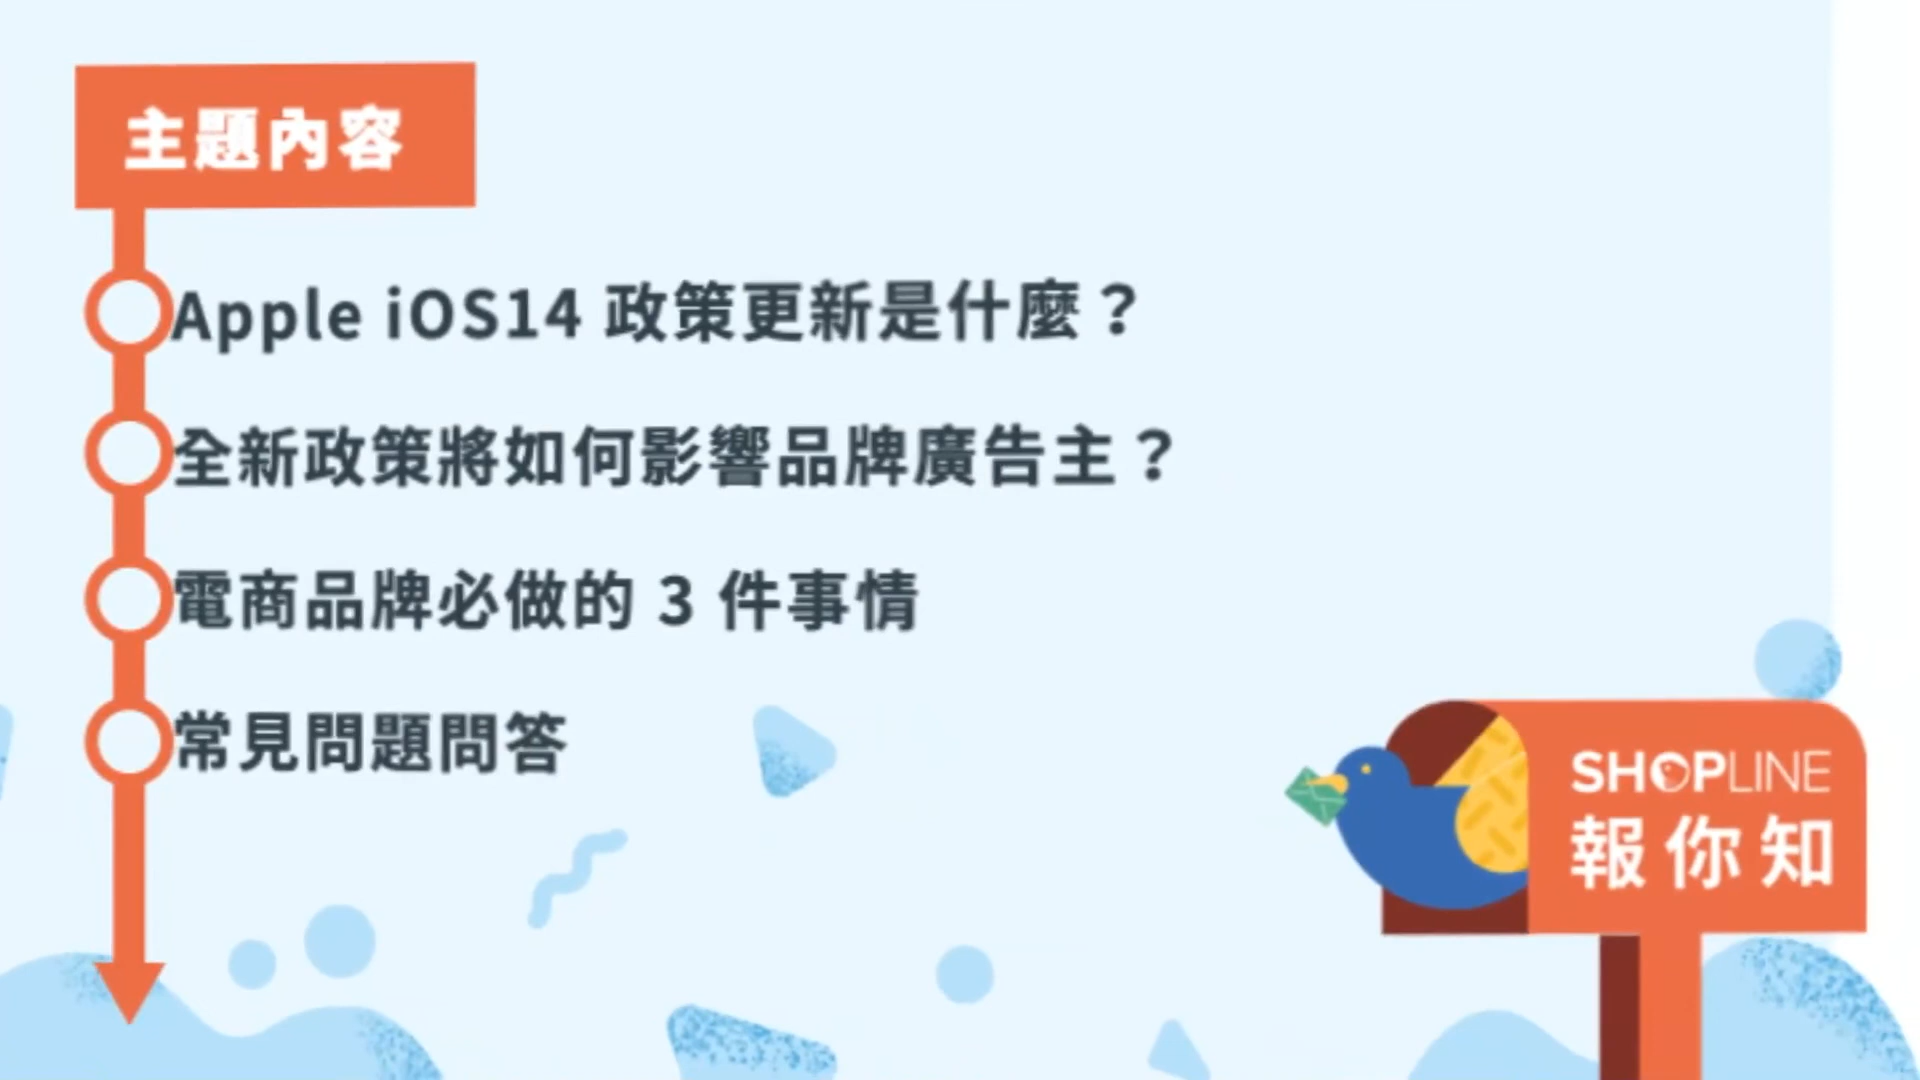 主題內容
Apple iOS14 政策更新是什麼？
全新政策將如何影響品牌廣告主？
電商品牌必做的 3 件事情
常見問題問答
SHOPLINE
報你知